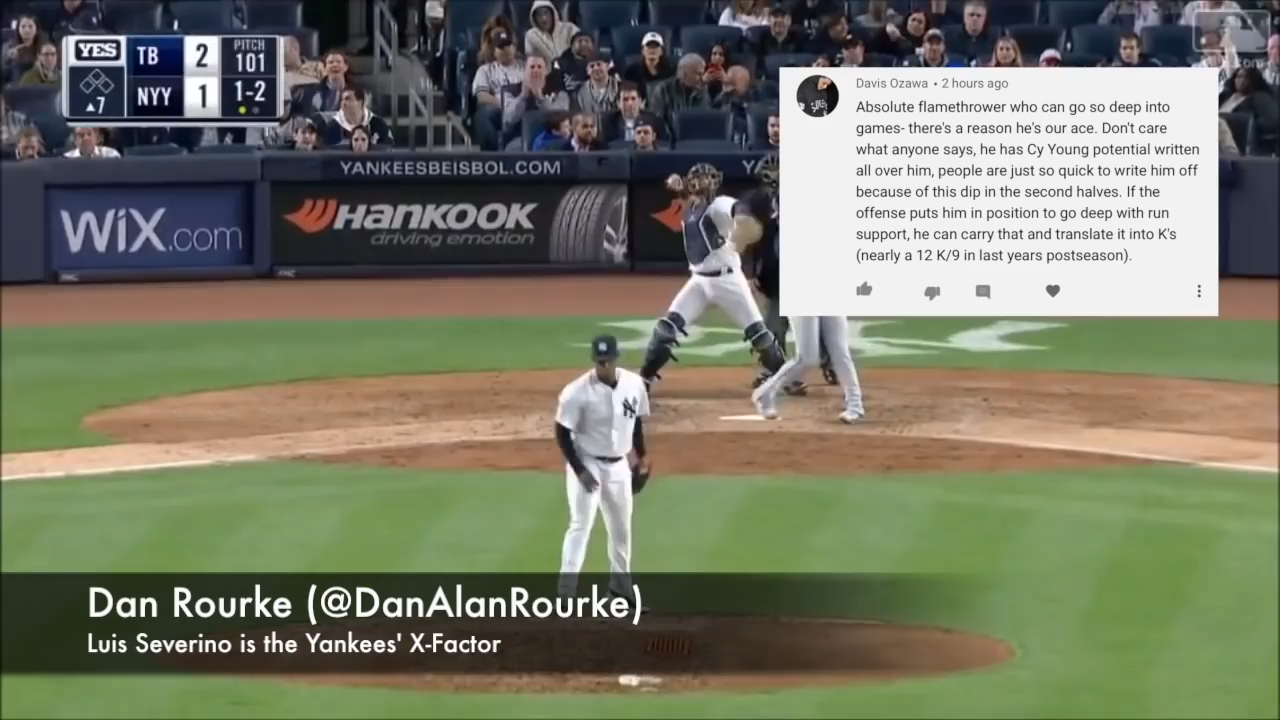 YES
TB 2
NYY 1
PITCH
101
1-2
▲7
YANKEESBEISBOL.COM
YA
WiX.com
HANKOOK
driving emotion
NY
Davis Ozawa • 2 hours ago
Absolute flamethrower who can go so deep into
games- there's a reason he's our ace. Don't care
what anyone says, he has Cy Young potential written
all over him, people are just so quick to write him off
because of this dip in the second halves. If the
offense puts him in position to go deep with run
support, he can carry that and translate it into K's
(nearly a 12 K/9 in last years postseason).
Dan Rourke (@DanAlanRourke)
Luis Severino is the Yankees' X-Factor